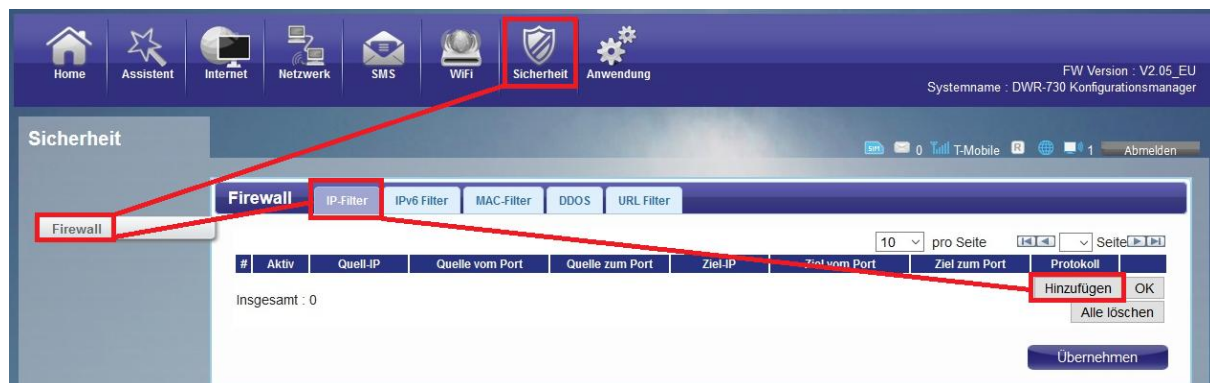 Home Assistent Internet Netzwerk SMS WiFi Sicherheit Anwendung
FW Version : V2.05_EU
Systemname : DWR-730 Konfigurationsmanager
Sicherheit
SIM 0 T-Mobile R 1 Abmelden
Firewall IP-Filter IPv6 Filter MAC-Filter DDOS URL Filter
Firewall
10 pro Seite Seite
# Aktiv Quell-IP Quelle vom Port Quelle zum Port Ziel-IP Ziel vom Port Ziel zum Port Protokoll
Hinzufügen OK
Insgesamt : 0
Alle löschen
Übernehmen